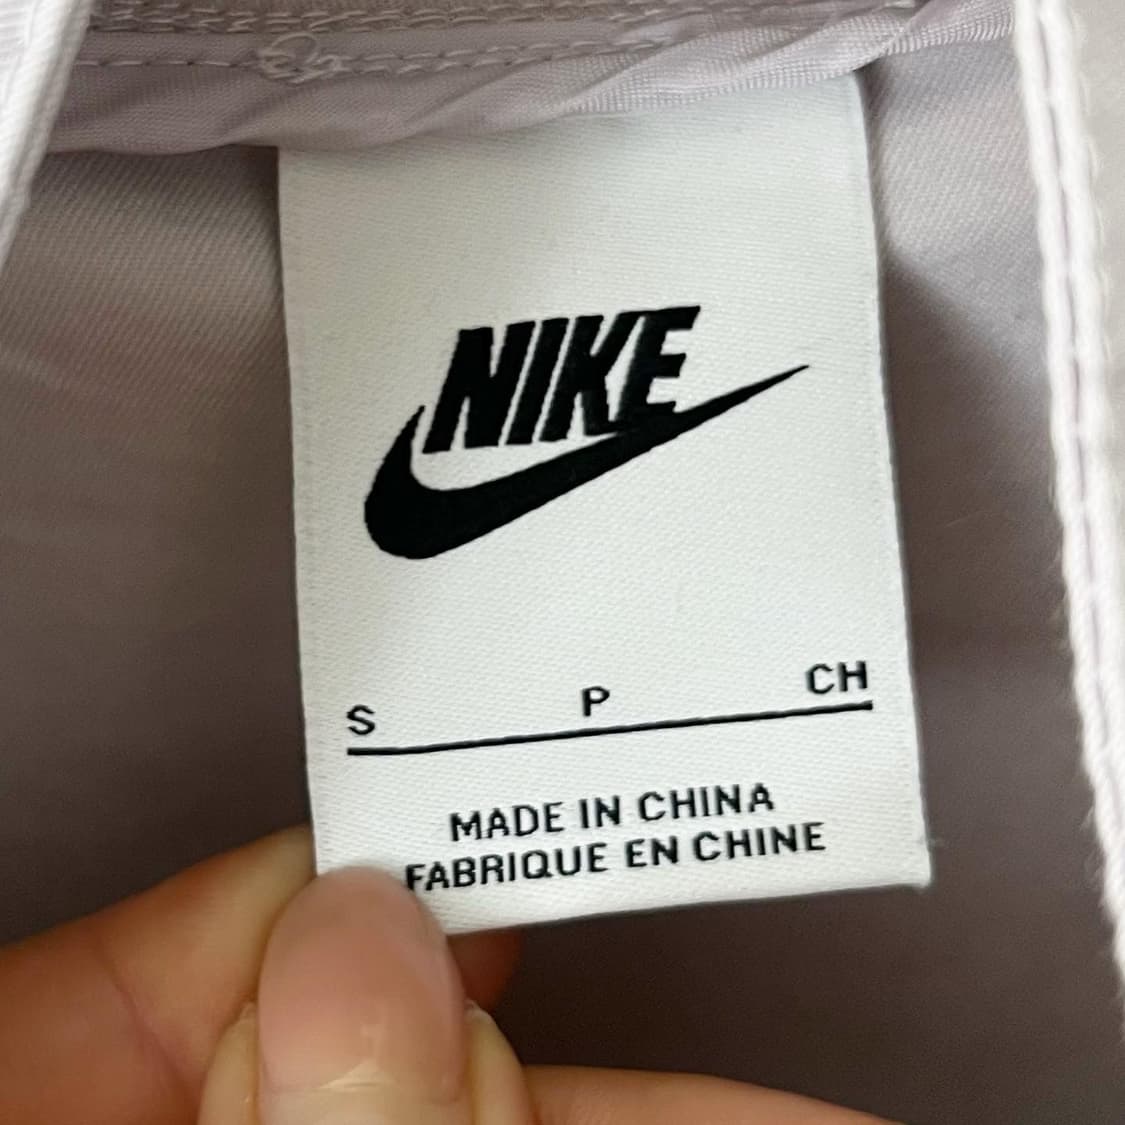 NIKE
S P CH
MADE IN CHINA
FABRIQUE EN CHINE